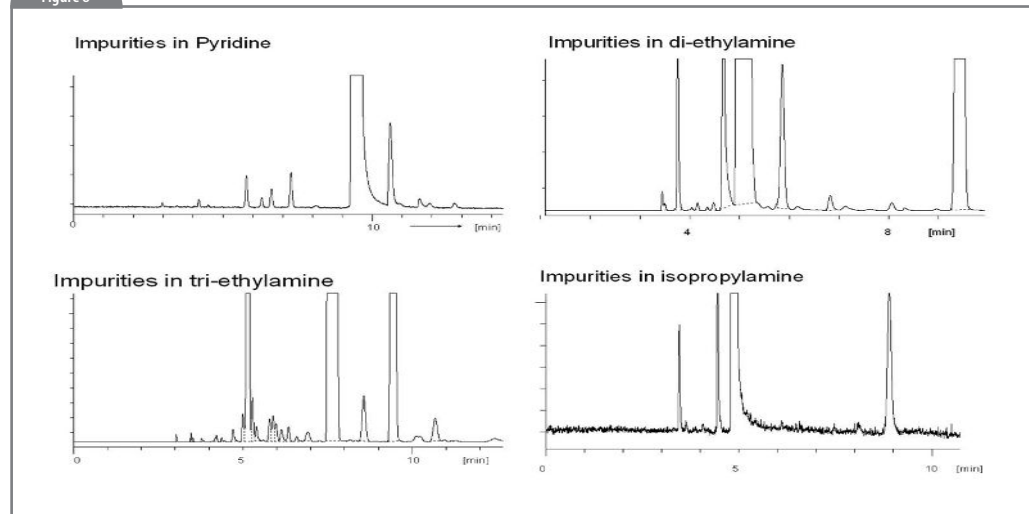 Impurities in Pyridine
0
10
[min]
Impurities in di-ethylamine
4
8
[min]
Impurities in tri-ethylamine
5
10
[min]
Impurities in isopropylamine
0
5
10
[min]